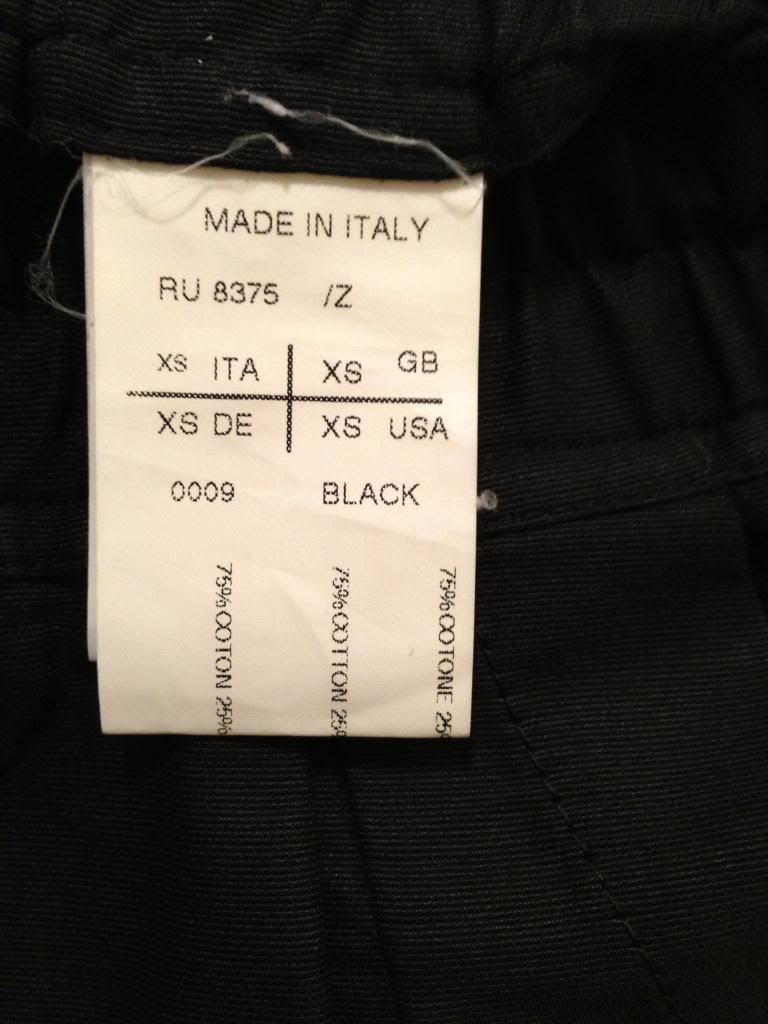 MADE IN ITALY
RU 8375 /Z
XS ITA XS GB
XS DE XS USA
0009 BLACK
75%COTONE 25%
75%COTTON 25%
75%COTON 25%